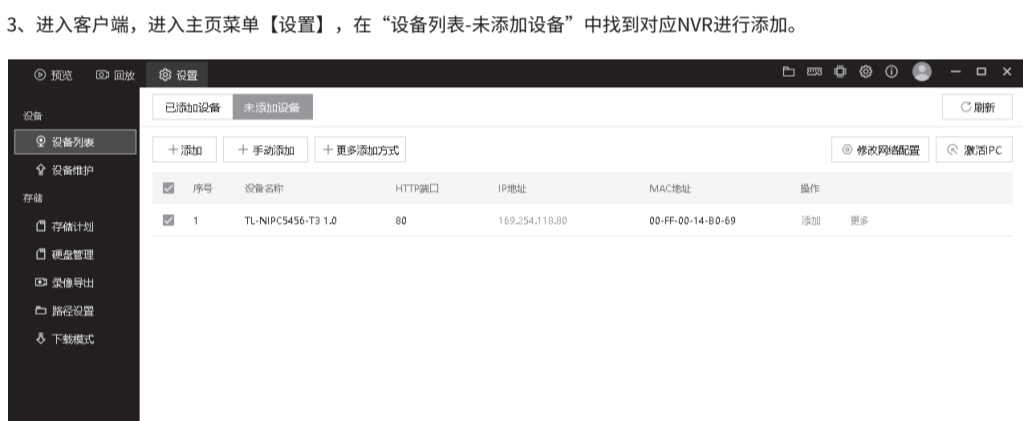 3、进入客户端，进入主页菜单【设置】，在“设备列表-未添加设备”中找到对应NVR进行添加。
预览 回放 设置
已添加设备 未添加设备 刷新
设备
设备列表
设备维护
存储
存储计划
硬盘管理
录像导出
路径设置
下载模式
添加 手动添加 更多添加方式 修改网络配置 激活IPC
序号 设备名称 HTTP端口 IP地址 MAC地址 操作
1 TL-NIPC5456-T3 1.0 80 169.254.118.80 00-FF-00-14-B0-69 添加 更多